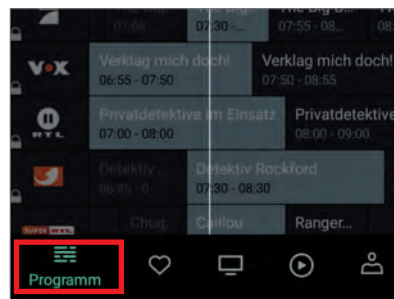 07:30 -...
07:55 - 08...
VOX
Verklag mich doch!
Verklag mich doch!
06:55 - 07:50
07:50 - 08:55
RTL
Privatdetektive im Einsatz
Privatdetektive
07:00 - 08:00
08:00 - 09:00
Detektiv...
Detektiv Rockford
07:30 - 08:30
SUPER RTL
Caillou
Ranger...
Programm